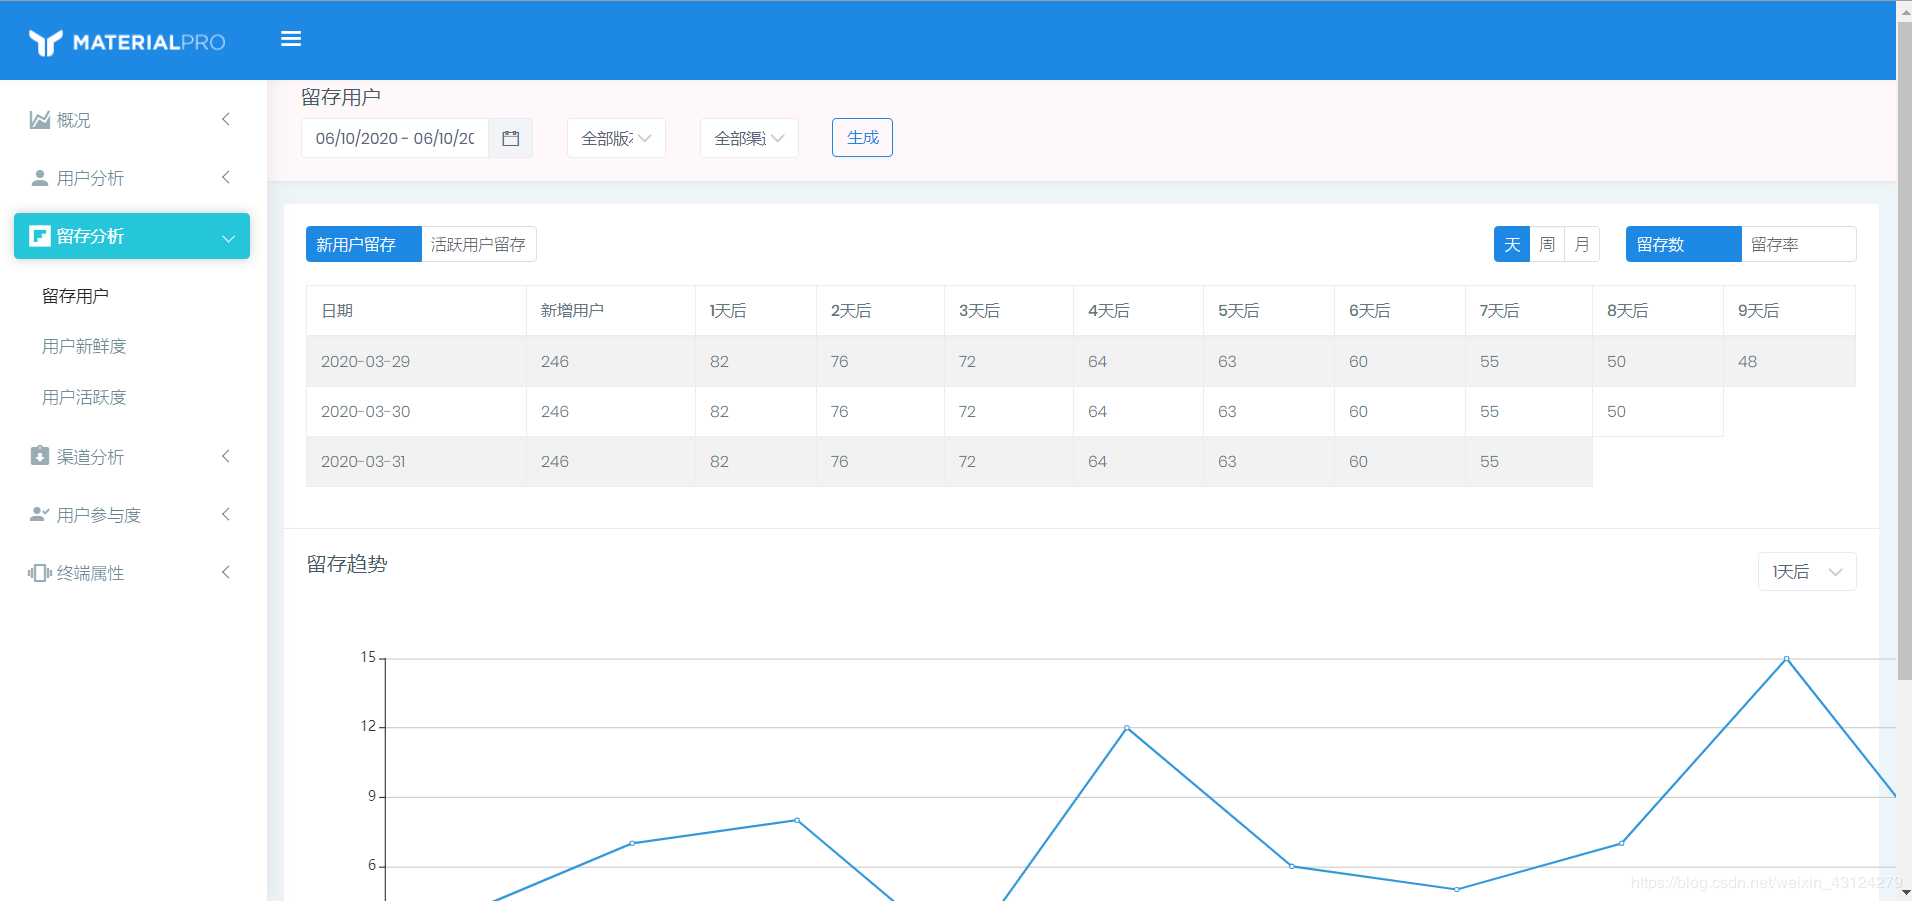 MATERIALPRO
概况
用户分析
留存分析
留存用户
用户新鲜度
用户活跃度
渠道分析
用户参与度
终端属性
留存用户
06/10/2020 - 06/10/20
全部版
全部渠
生成
新用户留存 活跃用户留存
天 周 月 留存数 留存率
日期 新增用户 1天后 2天后 3天后 4天后 5天后 6天后 7天后 8天后 9天后
2020-03-29 246 82 76 72 64 63 60 55 50 48
2020-03-30 246 82 76 72 64 63 60 55 50
2020-03-31 246 82 76 72 64 63 60 55
留存趋势
1天后
15
12
9
6
https://blog.csdn.net/weixin_43124279